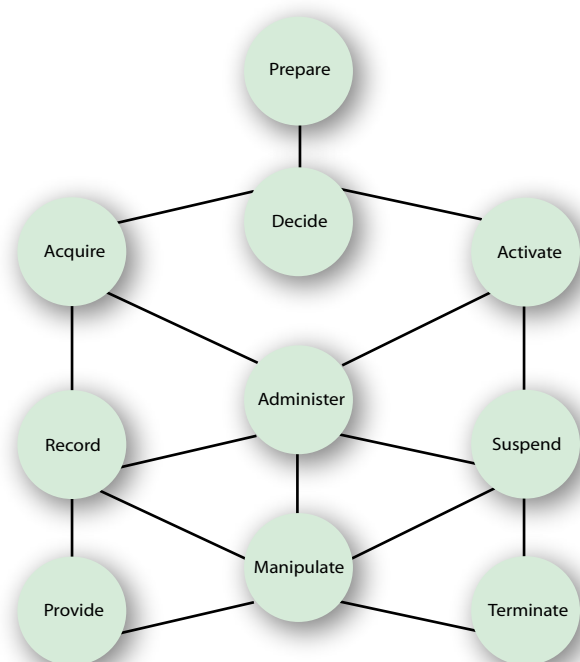 Prepare
Decide
Acquire
Activate
Administer
Record
Suspend
Manipulate
Provide
Terminate